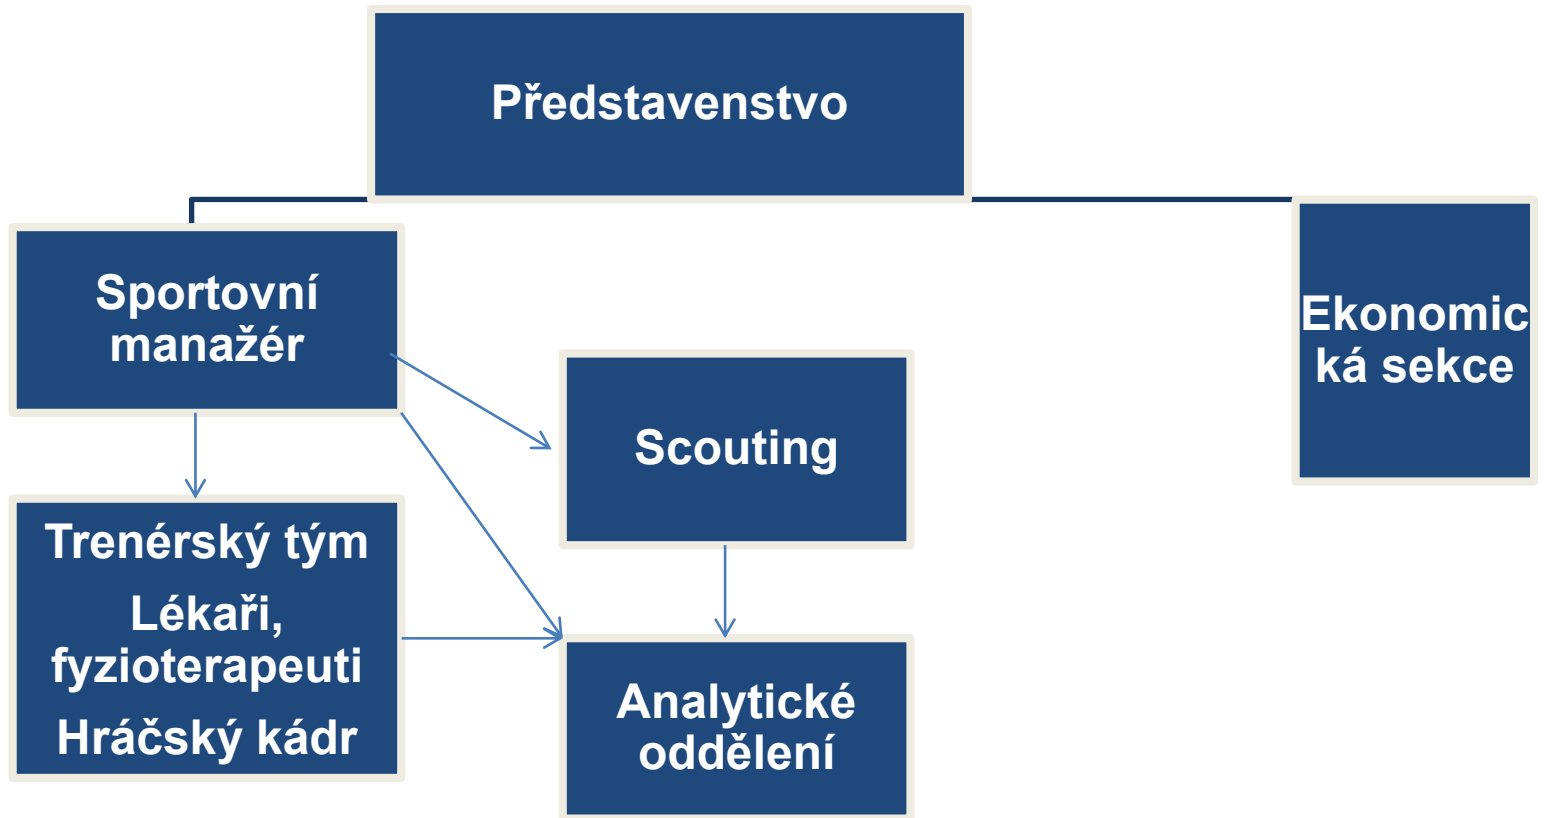 Představenstvo
Sportovní
manažér
Ekonomic
ká sekce
Scouting
Trenérský tým
Lékaři,
fyzioterapeuti
Hráčský kádr
Analytické
oddělení